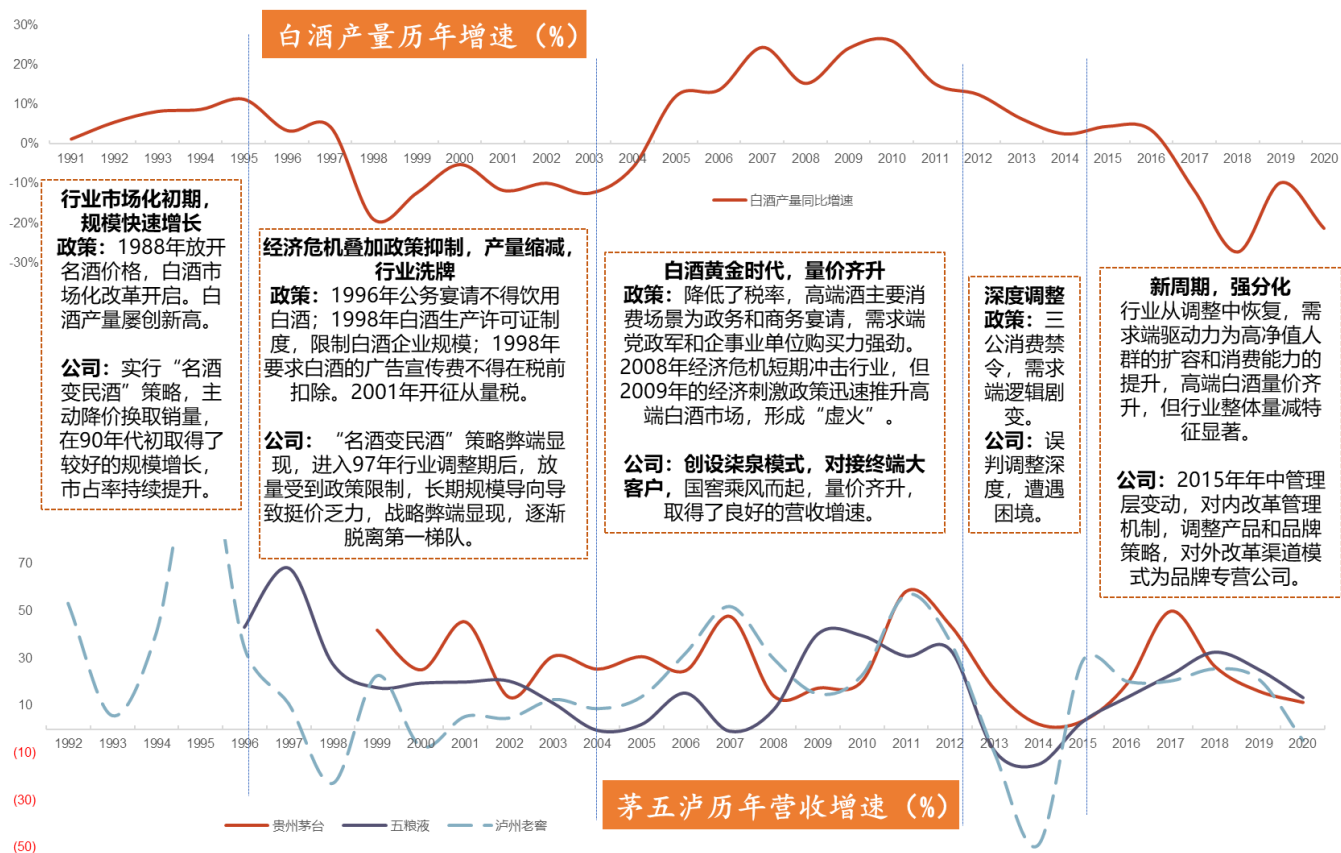 白酒产量历年增速（%）
30%
20%
10%
0%
-10%
-20%
-30%
1991 1992 1993 1994 1995 1996 1997 1998 1999 2000 2001 2002 2003 2004 2005 2006 2007 2008 2009 2010 2011 2012 2013 2014 2015 2016 2017 2018 2019 2020
白酒产量同比增速
行业市场化初期，
规模快速增长
政策：1988年放开
名酒价格，白酒市
场化改革开启。白
酒产量屡创新高。
公司：实行“名酒
变民酒”策略，主
动降价换取销量，
在90年代初取得了
较好的规模增长，
市占率持续提升。
经济危机叠加政策抑制，产量缩减，
行业洗牌
政策：1996年公务宴请不得饮用
白酒；1998年白酒生产许可证制
度，限制白酒企业规模；1998年
要求白酒的广告宣传费不得在税前
扣除。2001年开征从量税。
公司：“名酒变民酒”策略弊端显
现，进入97年行业调整期后，放
量受到政策限制，长期规模导向导
致挺价乏力，战略弊端显现，逐渐
脱离第一梯队。
白酒黄金时代，量价齐升
政策：降低了税率，高端酒主要消
费场景为政务和商务宴请，需求端
党政军和企事业单位购买力强劲。
2008年经济危机短期冲击行业，但
2009年的经济刺激政策迅速推升高
端白酒市场，形成“虚火”。
公司：创设柒泉模式，对接终端大
客户，国窖乘风而起，量价齐升，
取得了良好的营收增速。
深度调整
政策：三
公消费禁
令，需求
端逻辑剧
变。
公司：误
判调整深
度，遭遇
困境。
新周期，强分化
行业从调整中恢复，需
求端驱动力为高净值人
群的扩容和消费能力的
提升，高端白酒量价齐
升，但行业整体量减特
征显著。
公司：2015年年中管理
层变动，对内改革管理
机制，调整产品和品牌
策略，对外改革渠道模
式为品牌专营公司。
70
50
30
10
(10)
(30)
(50)
1992 1993 1994 1995 1996 1997 1998 1999 2000 2001 2002 2003 2004 2005 2006 2007 2008 2009 2010 2011 2012 2013 2014 2015 2016 2017 2018 2019 2020
茅五泸历年营收增速（%）
贵州茅台 五粮液 泸州老窖